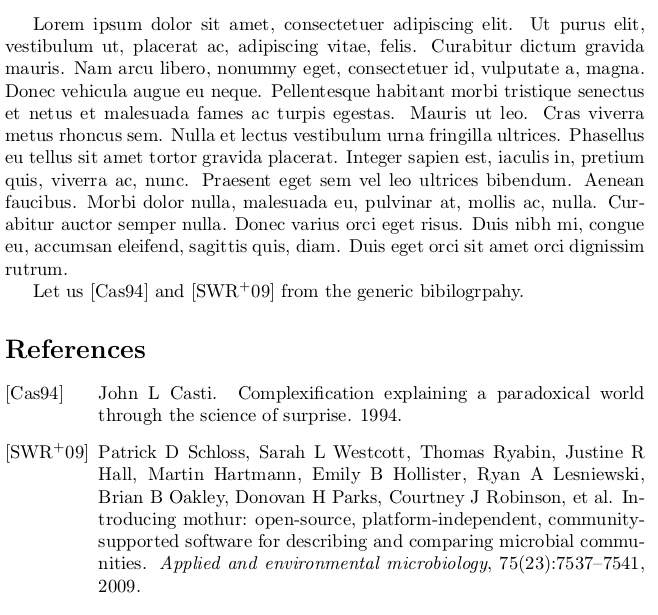 Lorem ipsum dolor sit amet, consectetuer adipiscing elit. Ut purus elit,
vestibulum ut, placerat ac, adipiscing vitae, felis. Curabitur dictum gravida
mauris. Nam arcu libero, nonummy eget, consectetuer id, vulputate a, magna.
Donec vehicula augue eu neque. Pellentesque habitant morbi tristique senectus
et netus et malesuada fames ac turpis egestas. Mauris ut leo. Cras viverra
metus rhoncus sem. Nulla et lectus vestibulum urna fringilla ultrices. Phasellus
eu tellus sit amet tortor gravida placerat. Integer sapien est, iaculis in, pretium
quis, viverra ac, nunc. Praesent eget sem vel leo ultrices bibendum. Aenean
faucibus. Morbi dolor nulla, malesuada eu, pulvinar at, mollis ac, nulla. Cur-
abitur auctor semper nulla. Donec varius orci eget risus. Duis nibh mi, congue
eu, accumsan eleifend, sagittis quis, diam. Duis eget orci sit amet orci dignissim
rutrum.
Let us [Cas94] and [SWR⁺09] from the generic bibilogrpahy.
References
[Cas94] John L Casti. Complexification explaining a paradoxical world
through the science of surprise. 1994.
[SWR⁺09] Patrick D Schloss, Sarah L Westcott, Thomas Ryabin, Justine R
Hall, Martin Hartmann, Emily B Hollister, Ryan A Lesniewski,
Brian B Oakley, Donovan H Parks, Courtney J Robinson, et al. In-
troducing mothur: open-source, platform-independent, community-
supported software for describing and comparing microbial commu-
nities. Applied and environmental microbiology, 75(23):7537–7541,
2009.